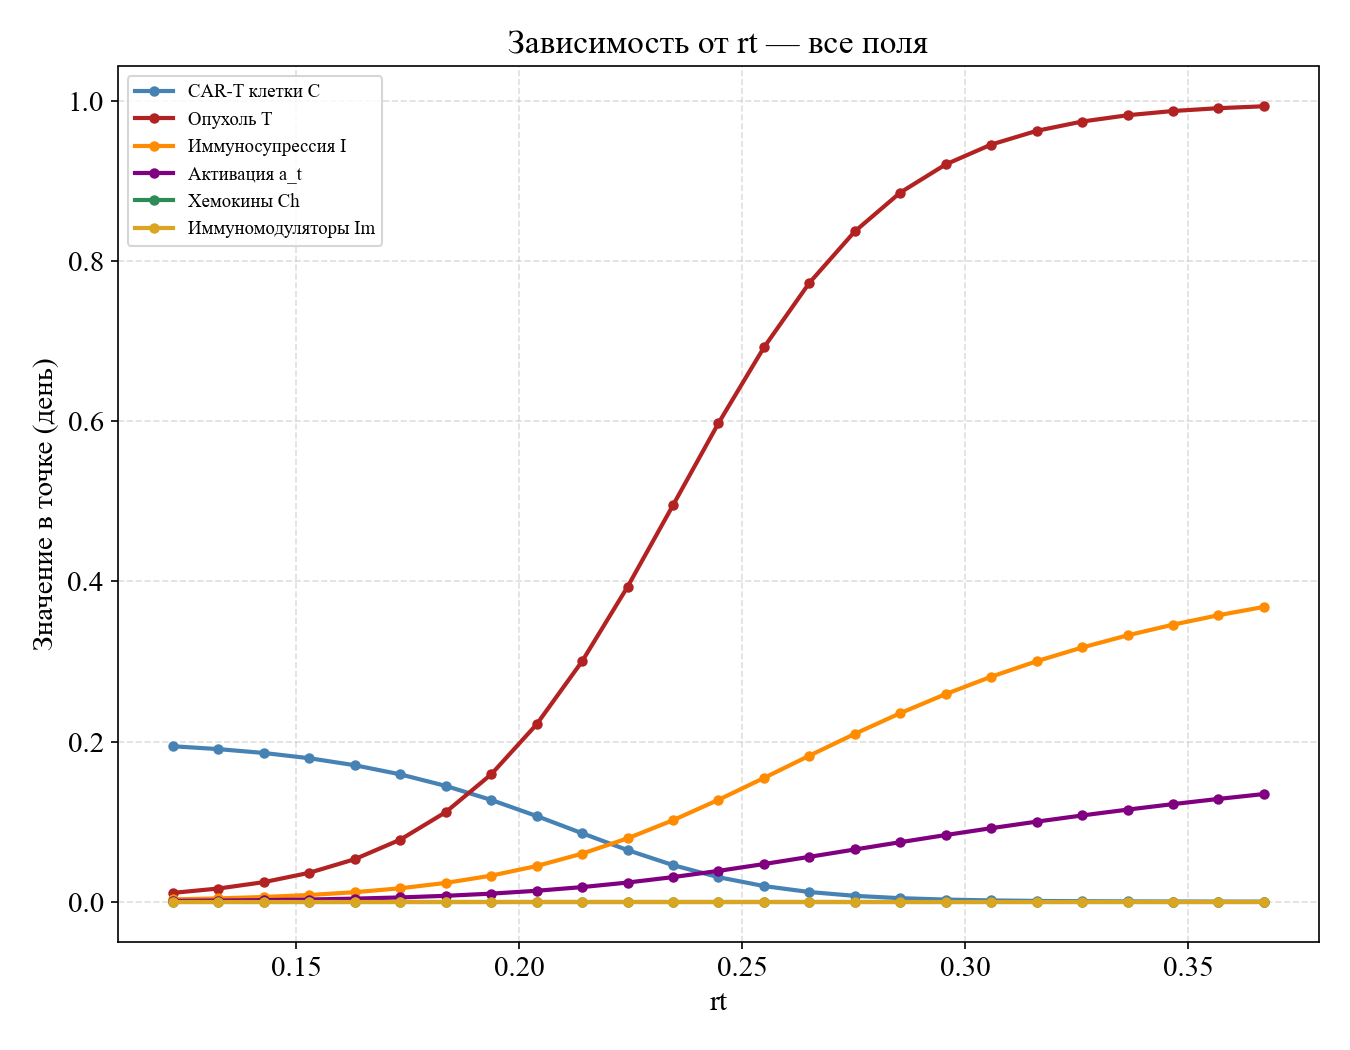 Зависимость от rt — все поля
CAR-T клетки C
Опухоль T
Иммуносупрессия I
Активация a_t
Хемокины Ch
Иммуномодуляторы Im
Значение в точке (день)
1.0
0.8
0.6
0.4
0.2
0.0
0.15 0.20 0.25 0.30 0.35
rt